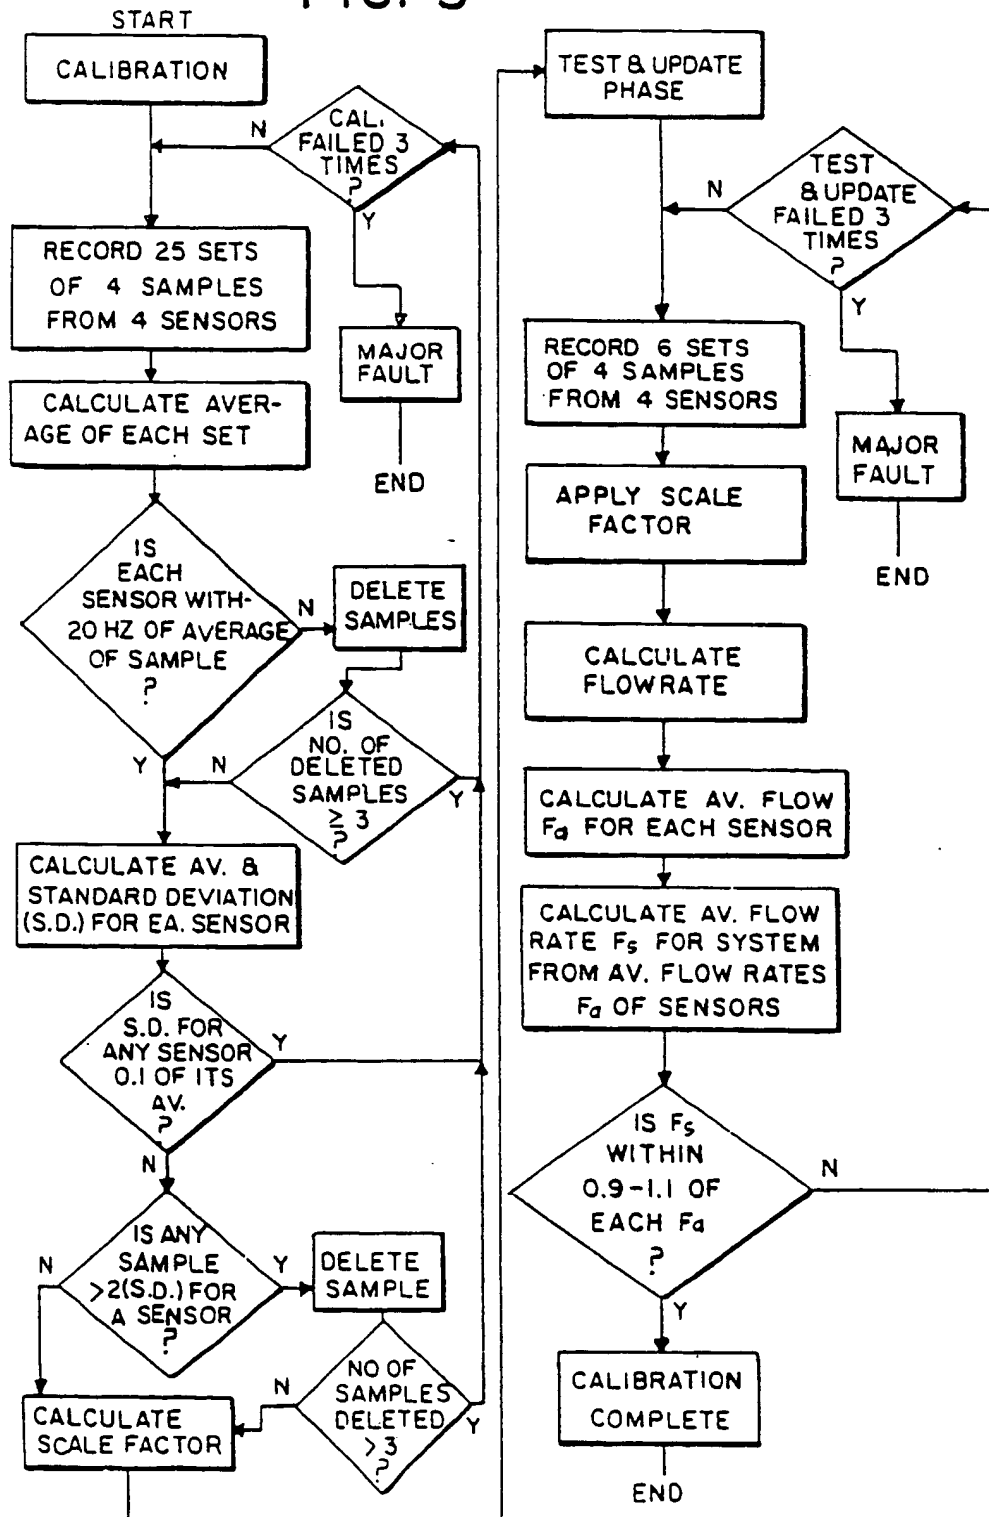 START
CALIBRATION
N
CAL.
FAILED 3
TIMES
?
Y
RECORD 25 SETS
OF 4 SAMPLES
FROM 4 SENSORS
MAJOR
FAULT
END
CALCULATE AVER-
AGE OF EACH SET
IS
EACH
SENSOR WITH-
20 HZ OF AVERAGE
OF SAMPLE
?
N
DELETE
SAMPLES
Y
N
IS
NO. OF
DELETED
SAMPLES
≥ 3
?
Y
CALCULATE AV. &
STANDARD DEVIATION
(S.D.) FOR EA. SENSOR
IS
S.D. FOR
ANY SENSOR
0.1 OF ITS
AV.
?
Y
N
IS ANY
SAMPLE
>2(S.D.) FOR
A SENSOR
?
N
Y
DELETE
SAMPLE
NO OF
SAMPLES
DELETED
>3
?
N
Y
CALCULATE
SCALE FACTOR
TEST & UPDATE
PHASE
N
TEST
& UPDATE
FAILED 3
TIMES
?
Y
RECORD 6 SETS
OF 4 SAMPLES
FROM 4 SENSORS
MAJOR
FAULT
END
APPLY SCALE
FACTOR
CALCULATE
FLOWRATE
CALCULATE AV. FLOW
Fa FOR EACH SENSOR
CALCULATE AV. FLOW
RATE Fs FOR SYSTEM
FROM AV. FLOW RATES
Fa OF SENSORS
IS Fs
WITHIN
0.9-1.1 OF
EACH Fa
?
N
Y
CALIBRATION
COMPLETE
END